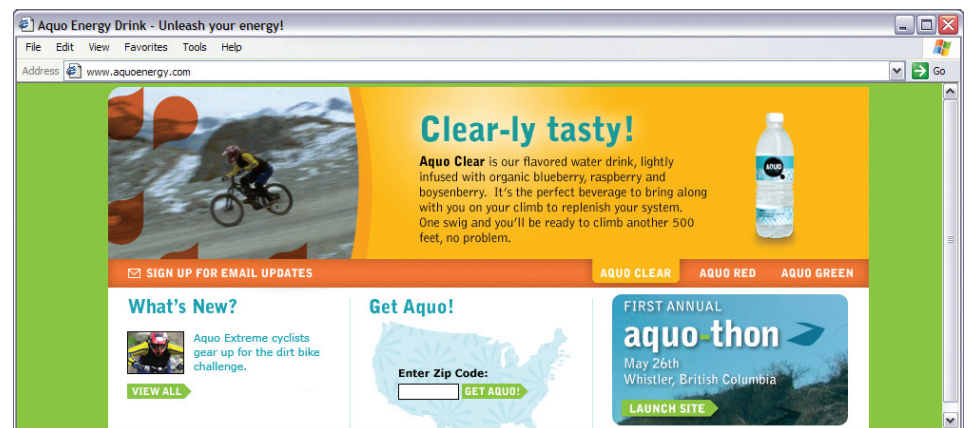 Aquo Energy Drink - Unleash your energy!
File Edit View Favorites Tools Help
Address www.aquoenergy.com Go
Clear-ly tasty!
Aquo Clear is our flavored water drink, lightly
infused with organic blueberry, raspberry and
boysenberry. It's the perfect beverage to bring along
with you on your climb to replenish your system.
One swig and you'll be ready to climb another 500
feet, no problem.
AQUO
SIGN UP FOR EMAIL UPDATES
AQUO CLEAR AQUO RED AQUO GREEN
What's New?
Aquo Extreme cyclists
gear up for the dirt bike
challenge.
VIEW ALL
Get Aquo!
Enter Zip Code:
GET AQUO!
FIRST ANNUAL
aquo-thon
May 26th
Whistler, British Columbia
LAUNCH SITE